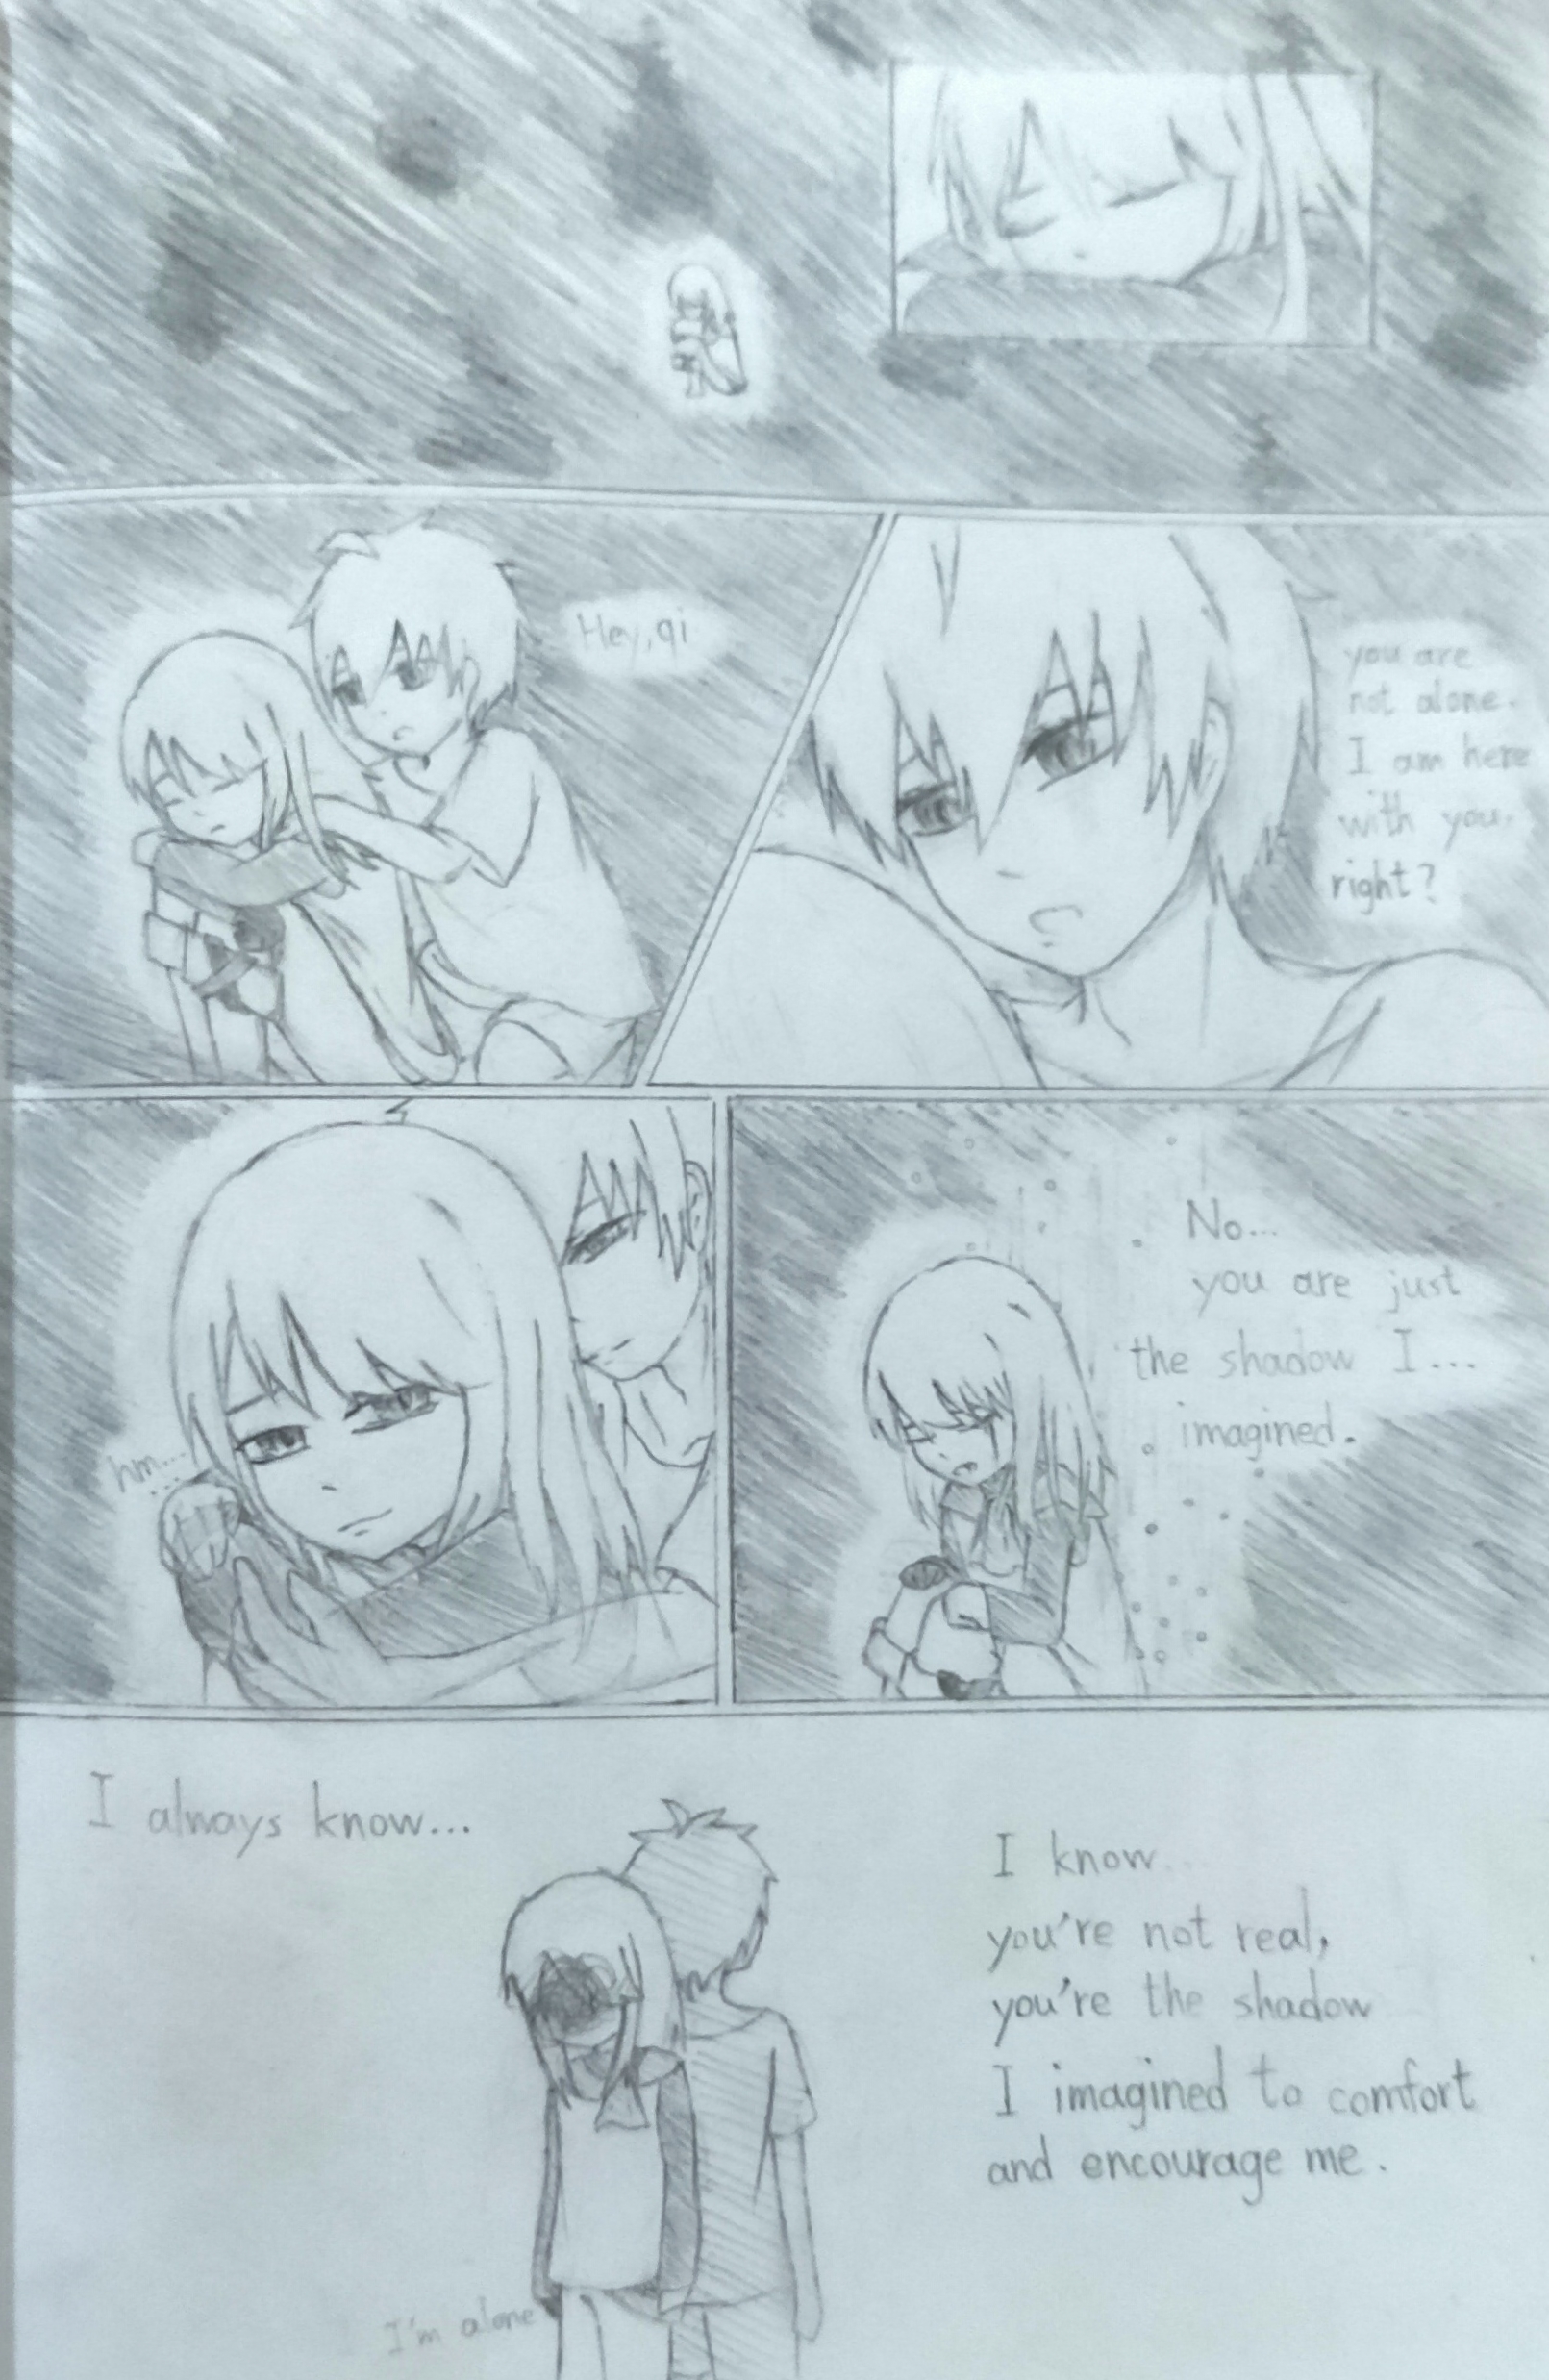 Hey, qi
you are
not alone.
I am here
with you.
right?
hm...
No...
you are just
the shadow I...
imagined.
I always know...
I know...
you're not real,
you're the shadow
I imagined to comfort
and encourage me.
I'm alone